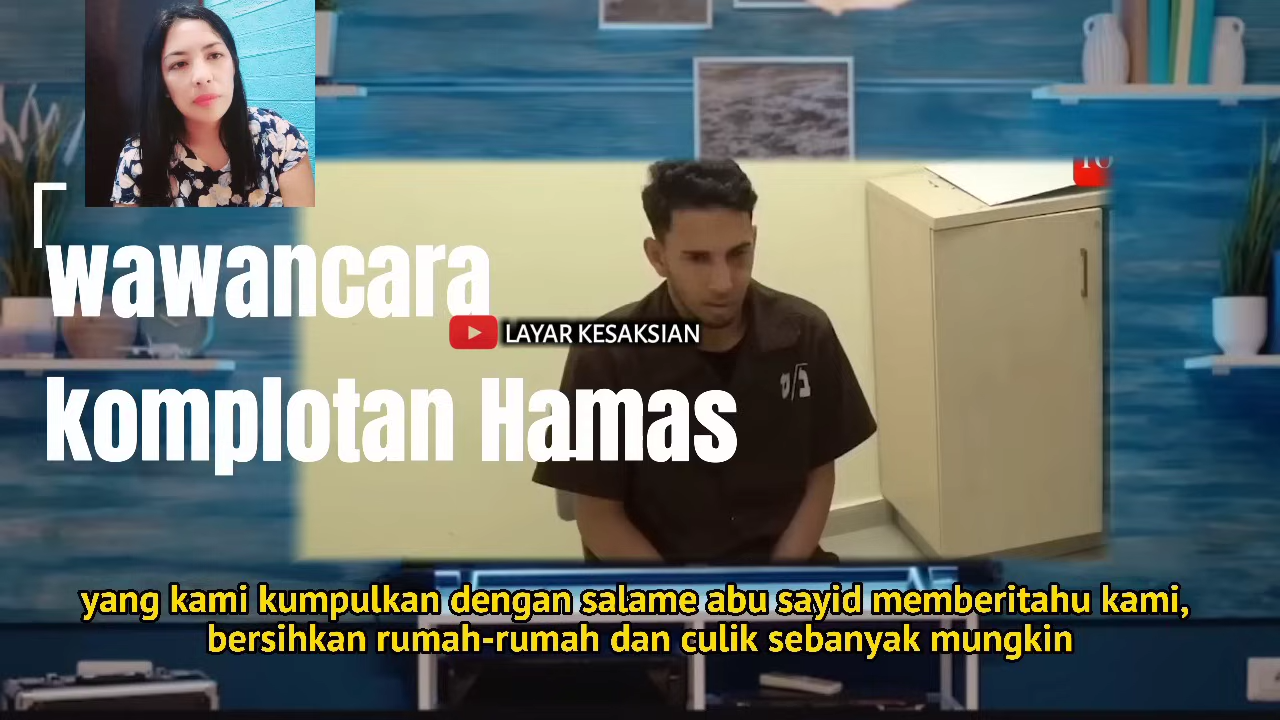 wawancara
LAYAR KESAKSIAN
komplotan Hamas
yang kami kumpulkan dengan salame abu sayid memberitahu kami,
bersihkan rumah-rumah dan culik sebanyak mungkin